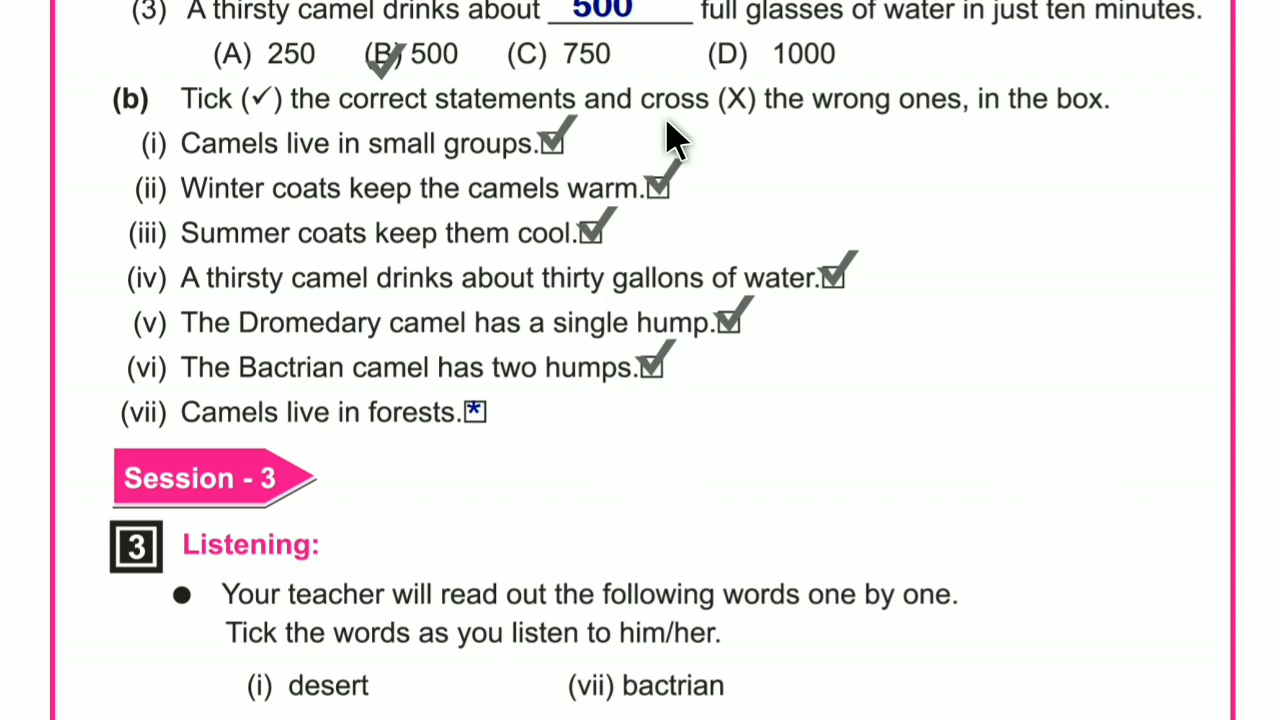 (3) A thirsty camel drinks about 500 full glasses of water in just ten minutes.
(A) 250 (B) 500 (C) 750 (D) 1000
(b) Tick (✓) the correct statements and cross (X) the wrong ones, in the box.
(i) Camels live in small groups. ✓
(ii) Winter coats keep the camels warm. ✓
(iii) Summer coats keep them cool. ✓
(iv) A thirsty camel drinks about thirty gallons of water. ✓
(v) The Dromedary camel has a single hump. ✓
(vi) The Bactrian camel has two humps. ✓
(vii) Camels live in forests. *
Session - 3
3 Listening:
● Your teacher will read out the following words one by one.
Tick the words as you listen to him/her.
(i) desert (vii) bactrian